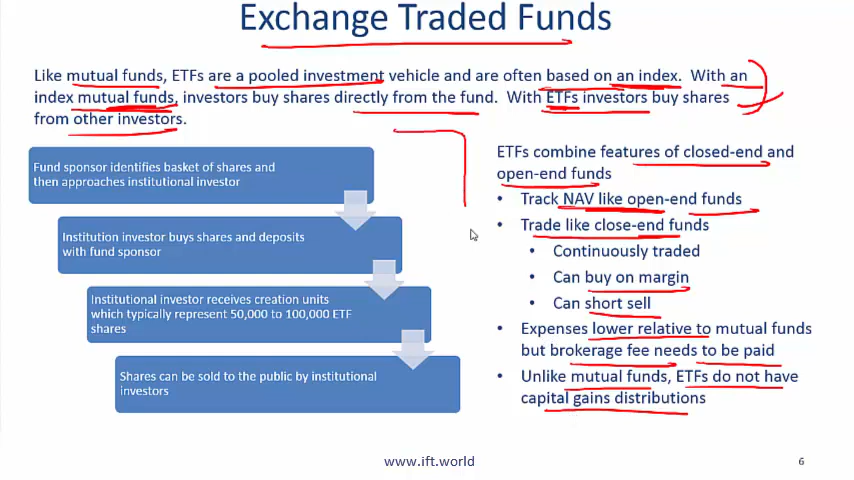 Exchange Traded Funds
Like mutual funds, ETFs are a pooled investment vehicle and are often based on an index. With an
index mutual funds, investors buy shares directly from the fund. With ETFs investors buy shares
from other investors.
Fund sponsor identifies basket of shares and
then approaches institutional investor
Institution investor buys shares and deposits
with fund sponsor
Institutional investor receives creation units
which typically represent 50,000 to 100,000 ETF
shares
Shares can be sold to the public by institutional
investors
ETFs combine features of closed-end and
open-end funds
• Track NAV like open-end funds
• Trade like close-end funds
• Continuously traded
• Can buy on margin
• Can short sell
• Expenses lower relative to mutual funds
but brokerage fee needs to be paid
• Unlike mutual funds, ETFs do not have
capital gains distributions
www.ift.world
6